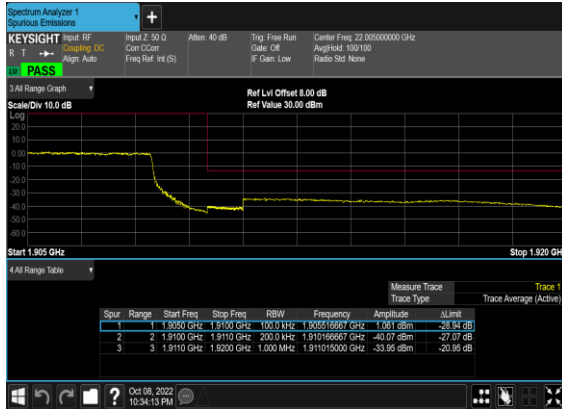 Spectrum Analyzer 1
Spurious Emissions
+
KEYSIGHT Input: RF Input Z: 50 Ω Atten: 40 dB Trig: Free Run Center Freq: 22.005000000 GHz
R T Coupling: DC Corr CCorr Gate: Off Avg|Hold: 100/100
Align: Auto Freq Ref: Int (S) IF Gain: Low Radio Std: None
PASS
3 All Range Graph
Ref Lvl Offset 8.00 dB
Scale/Div 10.0 dB Ref Value 30.00 dBm
Log
20.0
10.0
0.00
-10.0
-20.0
-30.0
-40.0
-50.0
-60.0
Start 1.905 GHz Stop 1.920 GH
4 All Range Table
Measure Trace Trace 1
Trace Type Trace Average (Active)
Spur Range Start Freq Stop Freq RBW Frequency Amplitude ΔLimit
1 1 1.9050 GHz 1.9100 GHz 100.0 kHz 1.905516667 GHz 1.061 dBm -28.94 dB
2 2 1.9100 GHz 1.9110 GHz 200.0 kHz 1.910166667 GHz -40.07 dBm -27.07 dB
3 3 1.9110 GHz 1.9200 GHz 1.000 MHz 1.911015000 GHz -33.95 dBm -20.95 dB
? Oct 08, 2022
10:34:13 PM